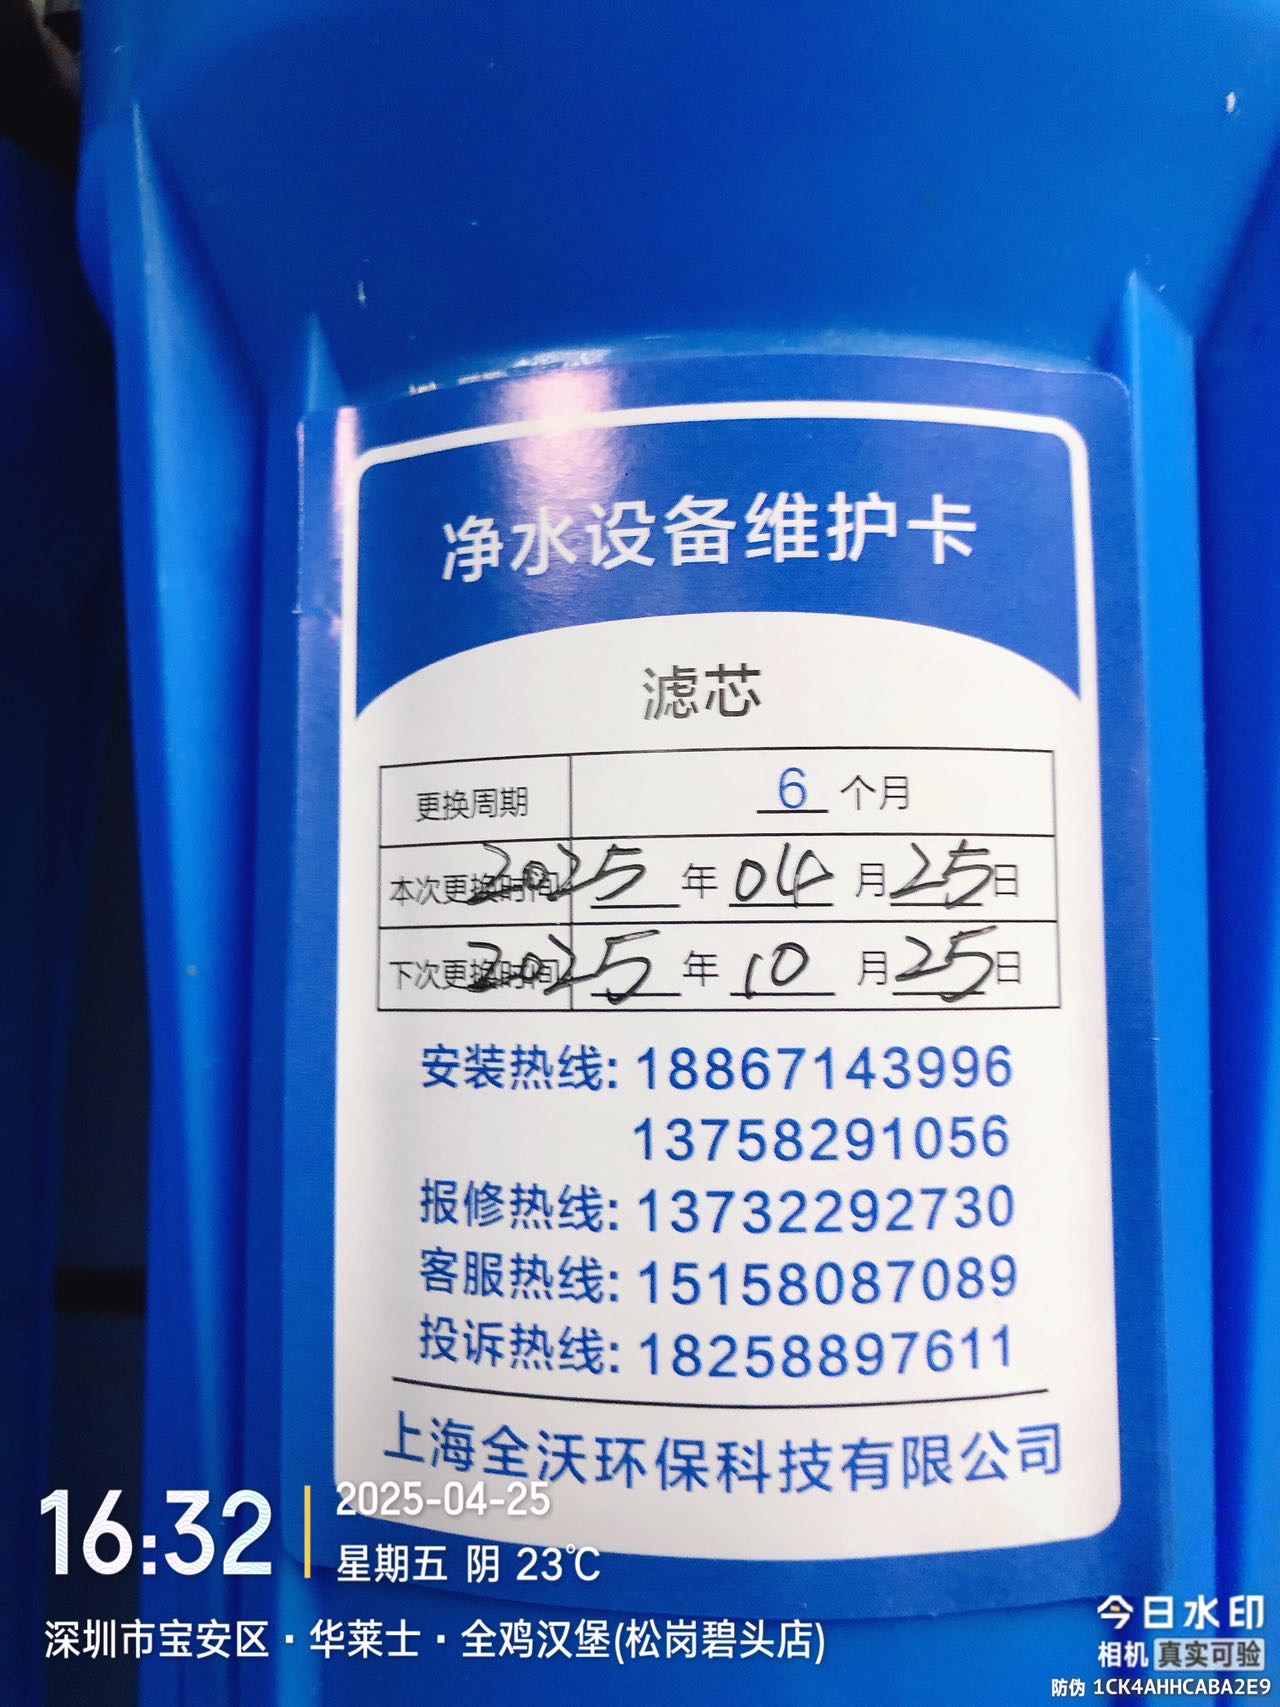 净水设备维护卡
滤芯
更换周期 6 个月
本次更换时间 2025 年 04 月 25 日
下次更换时间 2025 年 10 月 25 日
安装热线: 18867143996
13758291056
报修热线: 13732292730
客服热线: 15158087089
投诉热线: 18258897611
上海全沃环保科技有限公司
16:32
2025-04-25
星期五 阴 23℃
深圳市宝安区·华莱士·全鸡汉堡(松岗碧头店)
今日水印
相机 真实可验
防伪 1CK4AHHCABA2E9